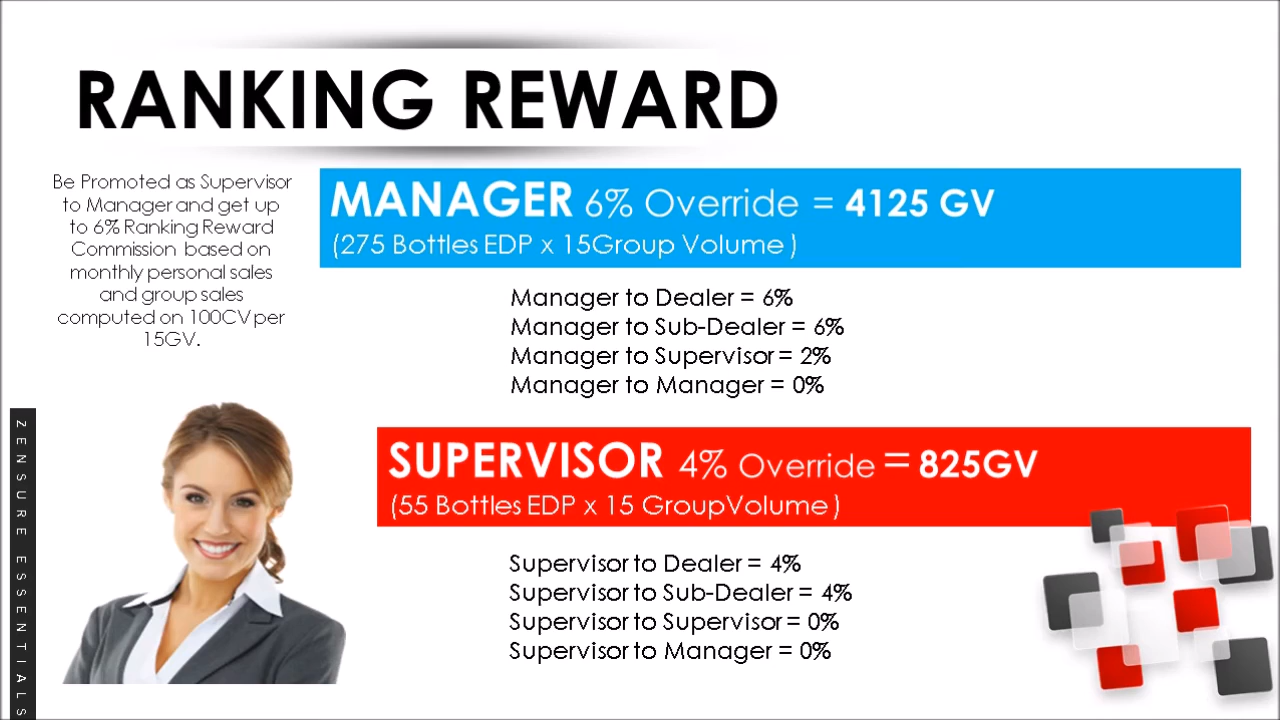 RANKING REWARD
Be Promoted as Supervisor
to Manager and get up
to 6% Ranking Reward
Commission based on
monthly personal sales
and group sales
computed on 100CV per
15GV.
MANAGER 6% Override = 4125 GV
(275 Bottles EDP x 15Group Volume )
Manager to Dealer = 6%
Manager to Sub-Dealer = 6%
Manager to Supervisor = 2%
Manager to Manager = 0%
SUPERVISOR 4% Override = 825GV
(55 Bottles EDP x 15 GroupVolume )
Supervisor to Dealer = 4%
Supervisor to Sub-Dealer = 4%
Supervisor to Supervisor = 0%
Supervisor to Manager = 0%
ZENSURE ESSENTIALS